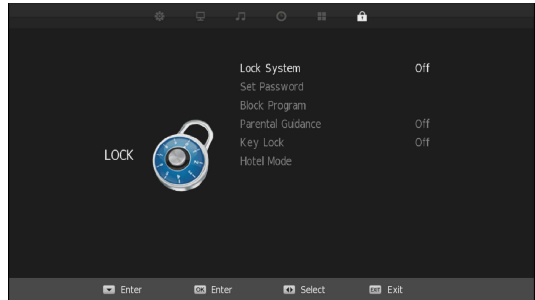 Lock System Off
Set Password
Block Program
Parental Guidance Off
Key Lock Off
Hotel Mode
LOCK
Enter OK Enter Select EXIT Exit